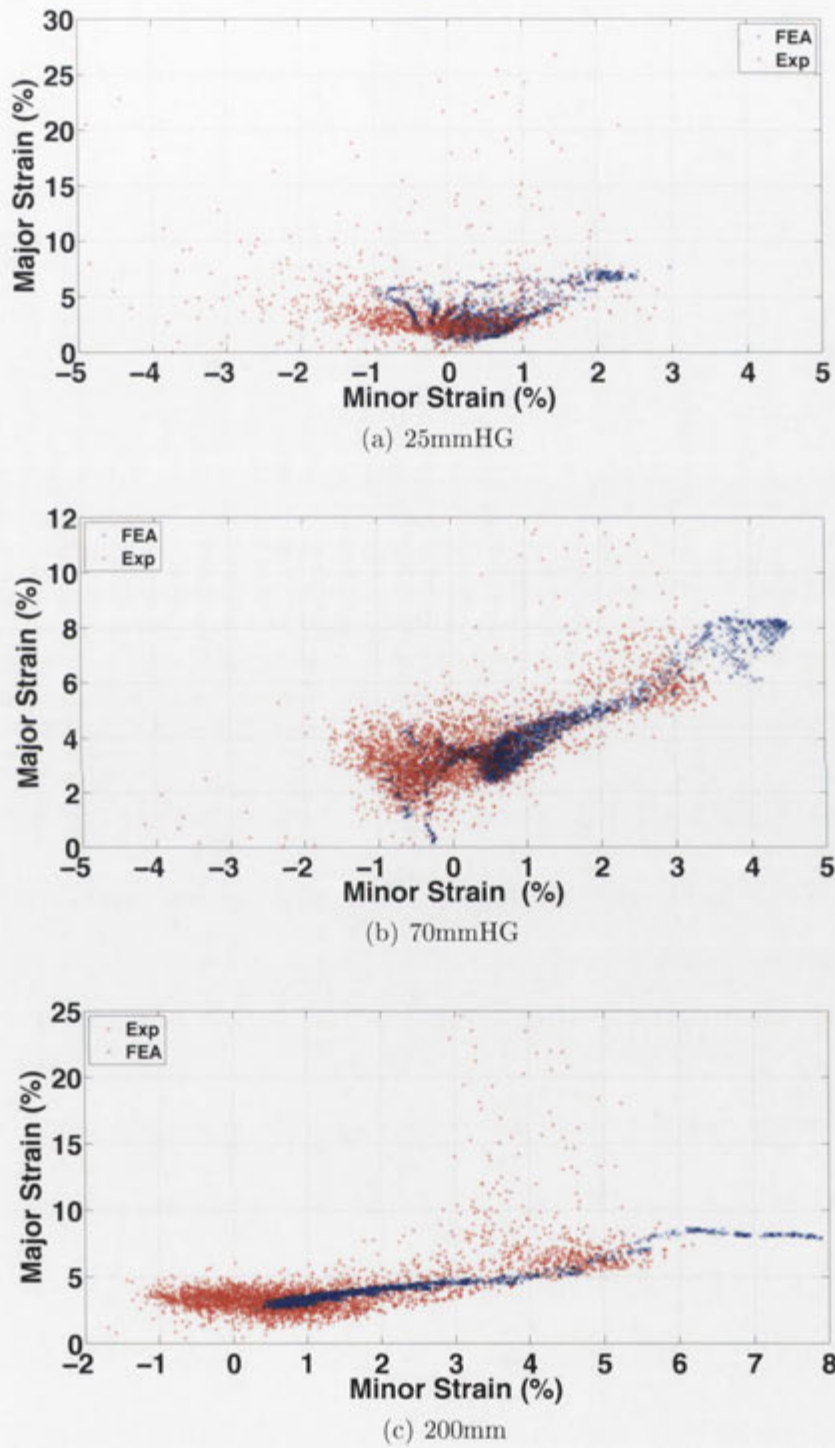 30
25
20
15
10
5
0
Major Strain (%)
FEA
Exp
−5 −4 −3 −2 −1 0 1 2 3 4 5
Minor Strain (%)
(a) 25mmHG
12
10
8
6
4
2
0
Major Strain (%)
FEA
Exp
−5 −4 −3 −2 −1 0 1 2 3 4 5
Minor Strain (%)
(b) 70mmHG
25
20
15
10
5
0
Major Strain (%)
Exp
FEA
−2 −1 0 1 2 3 4 5 6 7 8
Minor Strain (%)
(c) 200mm